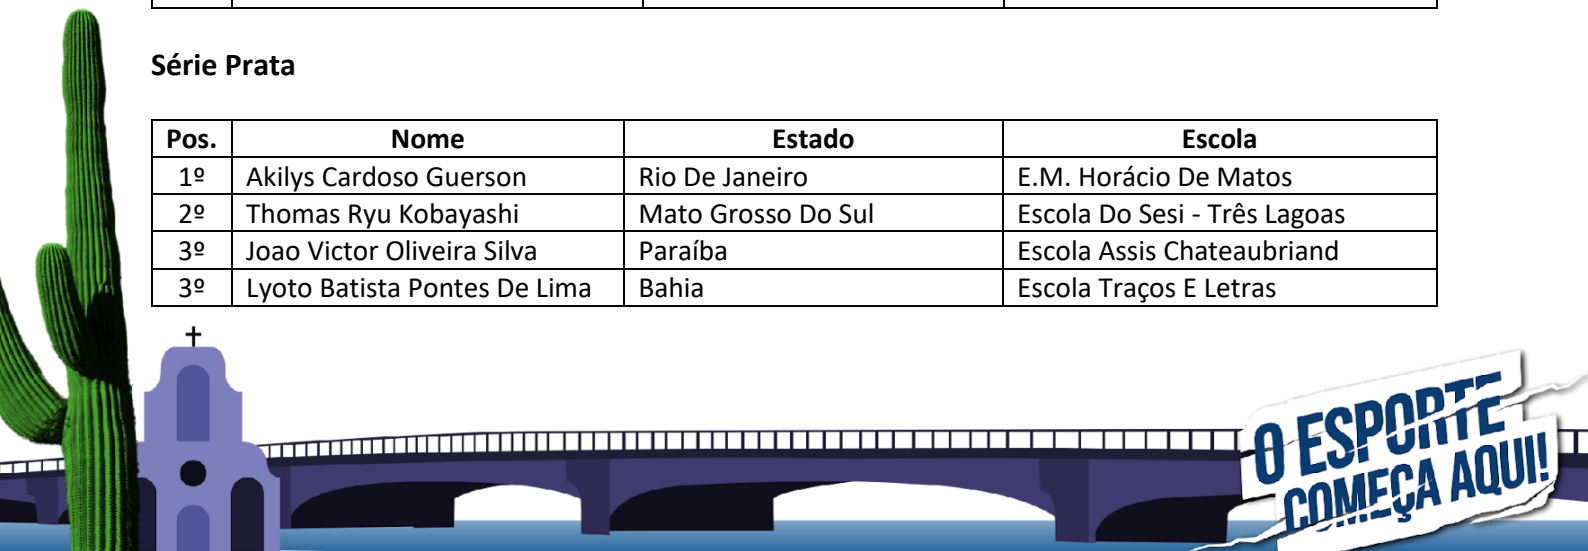 Série Prata
Pos. Nome Estado Escola
1º Akilys Cardoso Guerson Rio De Janeiro E.M. Horácio De Matos
2º Thomas Ryu Kobayashi Mato Grosso Do Sul Escola Do Sesi - Três Lagoas
3º Joao Victor Oliveira Silva Paraíba Escola Assis Chateaubriand
3º Lyoto Batista Pontes De Lima Bahia Escola Traços E Letras
O ESPORTE
COMEÇA AQUI!